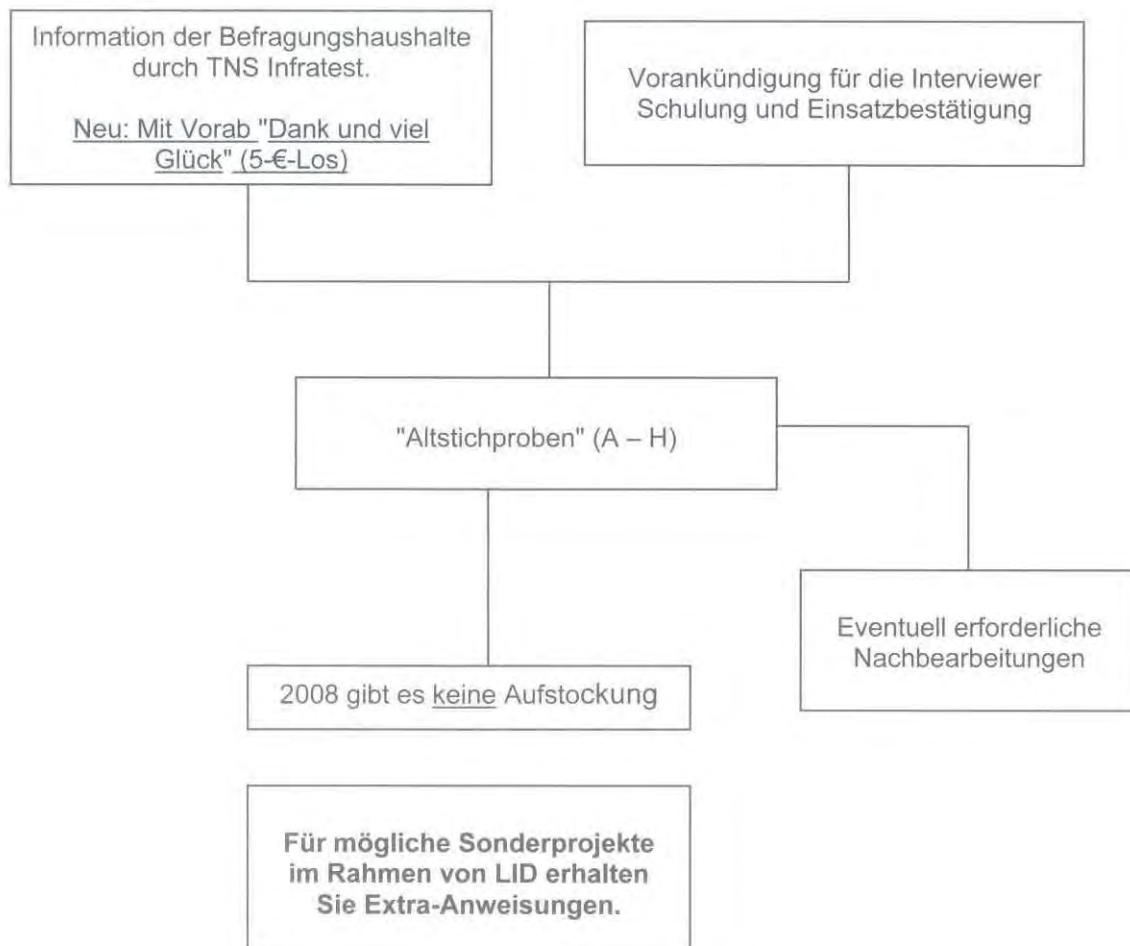 Information der Befragungshaushalte
durch TNS Infratest.
Neu: Mit Vorab "Dank und viel
Glück" (5-€-Los)
Vorankündigung für die Interviewer
Schulung und Einsatzbestätigung
"Altstichproben" (A – H)
Eventuell erforderliche
Nachbearbeitungen
2008 gibt es keine Aufstockung
Für mögliche Sonderprojekte
im Rahmen von LID erhalten
Sie Extra-Anweisungen.